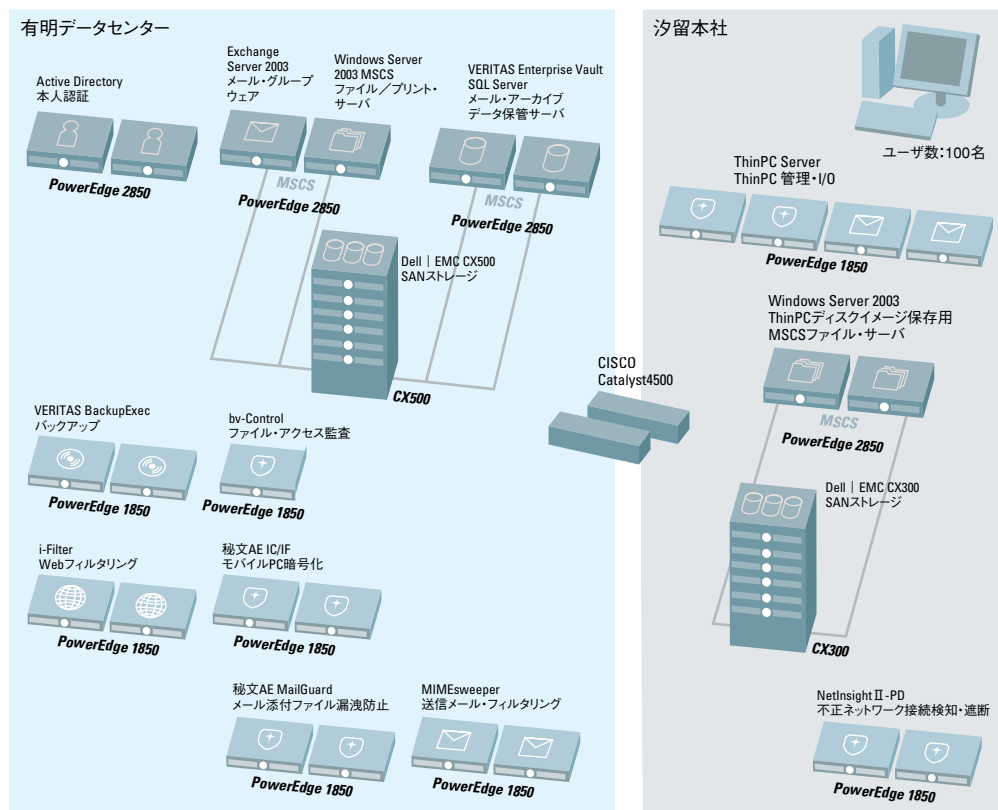 有明データセンター
Active Directory
本人認証
PowerEdge 2850
Exchange
Server 2003
メール・グループ
ウェア
Windows Server
2003 MSCS
ファイル／プリント・
サーバ
MSCS
PowerEdge 2850
VERITAS Enterprise Vault
SQL Server
メール・アーカイブ
データ保管サーバ
MSCS
PowerEdge 2850
Dell | EMC CX500
SANストレージ
CX500
VERITAS BackupExec
バックアップ
PowerEdge 1850
bv-Control
ファイル・アクセス監査
PowerEdge 1850
i-Filter
Webフィルタリング
PowerEdge 1850
秘文AE IC/IF
モバイルPC暗号化
PowerEdge 1850
秘文AE MailGuard
メール添付ファイル漏洩防止
PowerEdge 1850
MIMEsweeper
送信メール・フィルタリング
PowerEdge 1850
CISCO
Catalyst4500
汐留本社
ユーザ数：100名
ThinPC Server
ThinPC 管理・I/O
PowerEdge 1850
Windows Server 2003
ThinPCディスクイメージ保存用
MSCSファイル・サーバ
MSCS
PowerEdge 2850
Dell | EMC CX300
SANストレージ
CX300
NetInsightⅡ-PD
不正ネットワーク接続検知・遮断
PowerEdge 1850